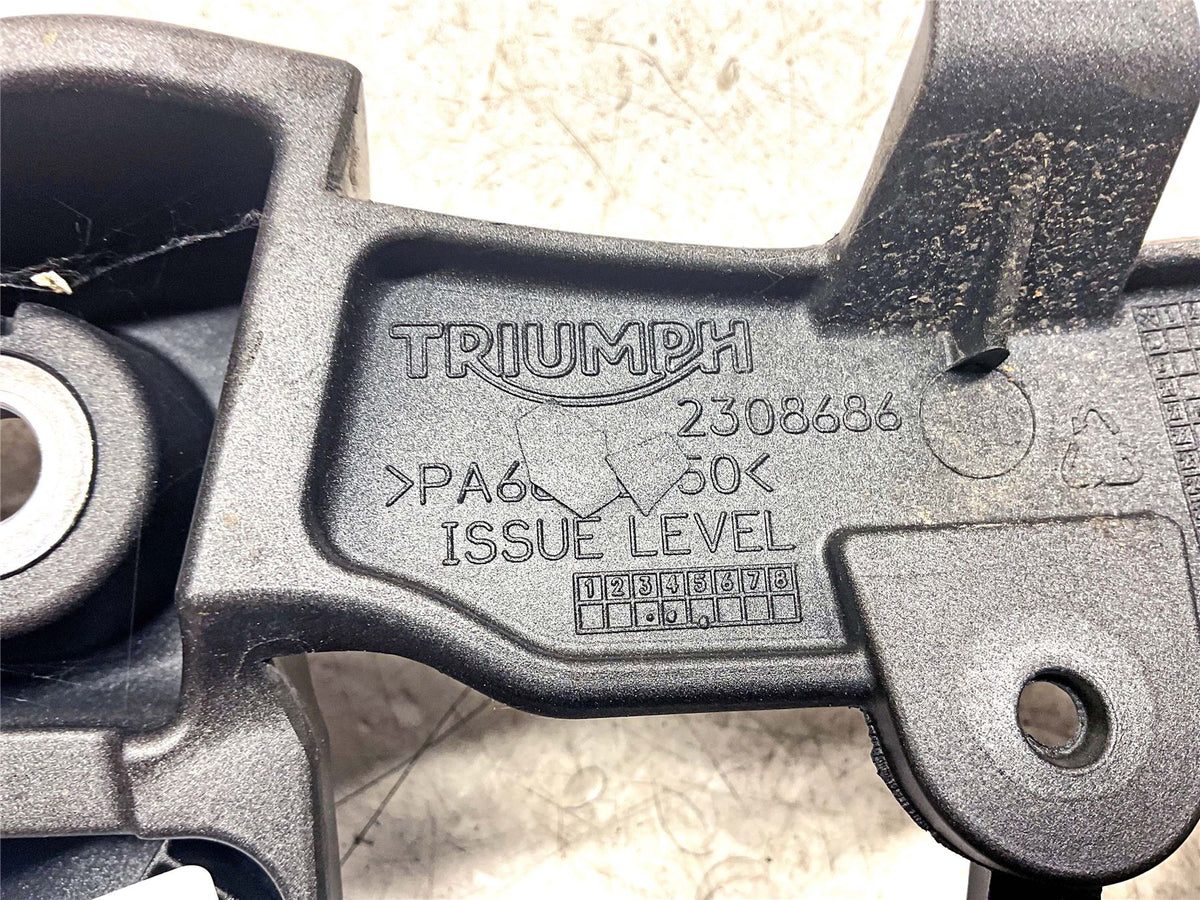 TRIUMPH
2308686
ISSUE LEVEL
1 2 3 4 5 6 7 8